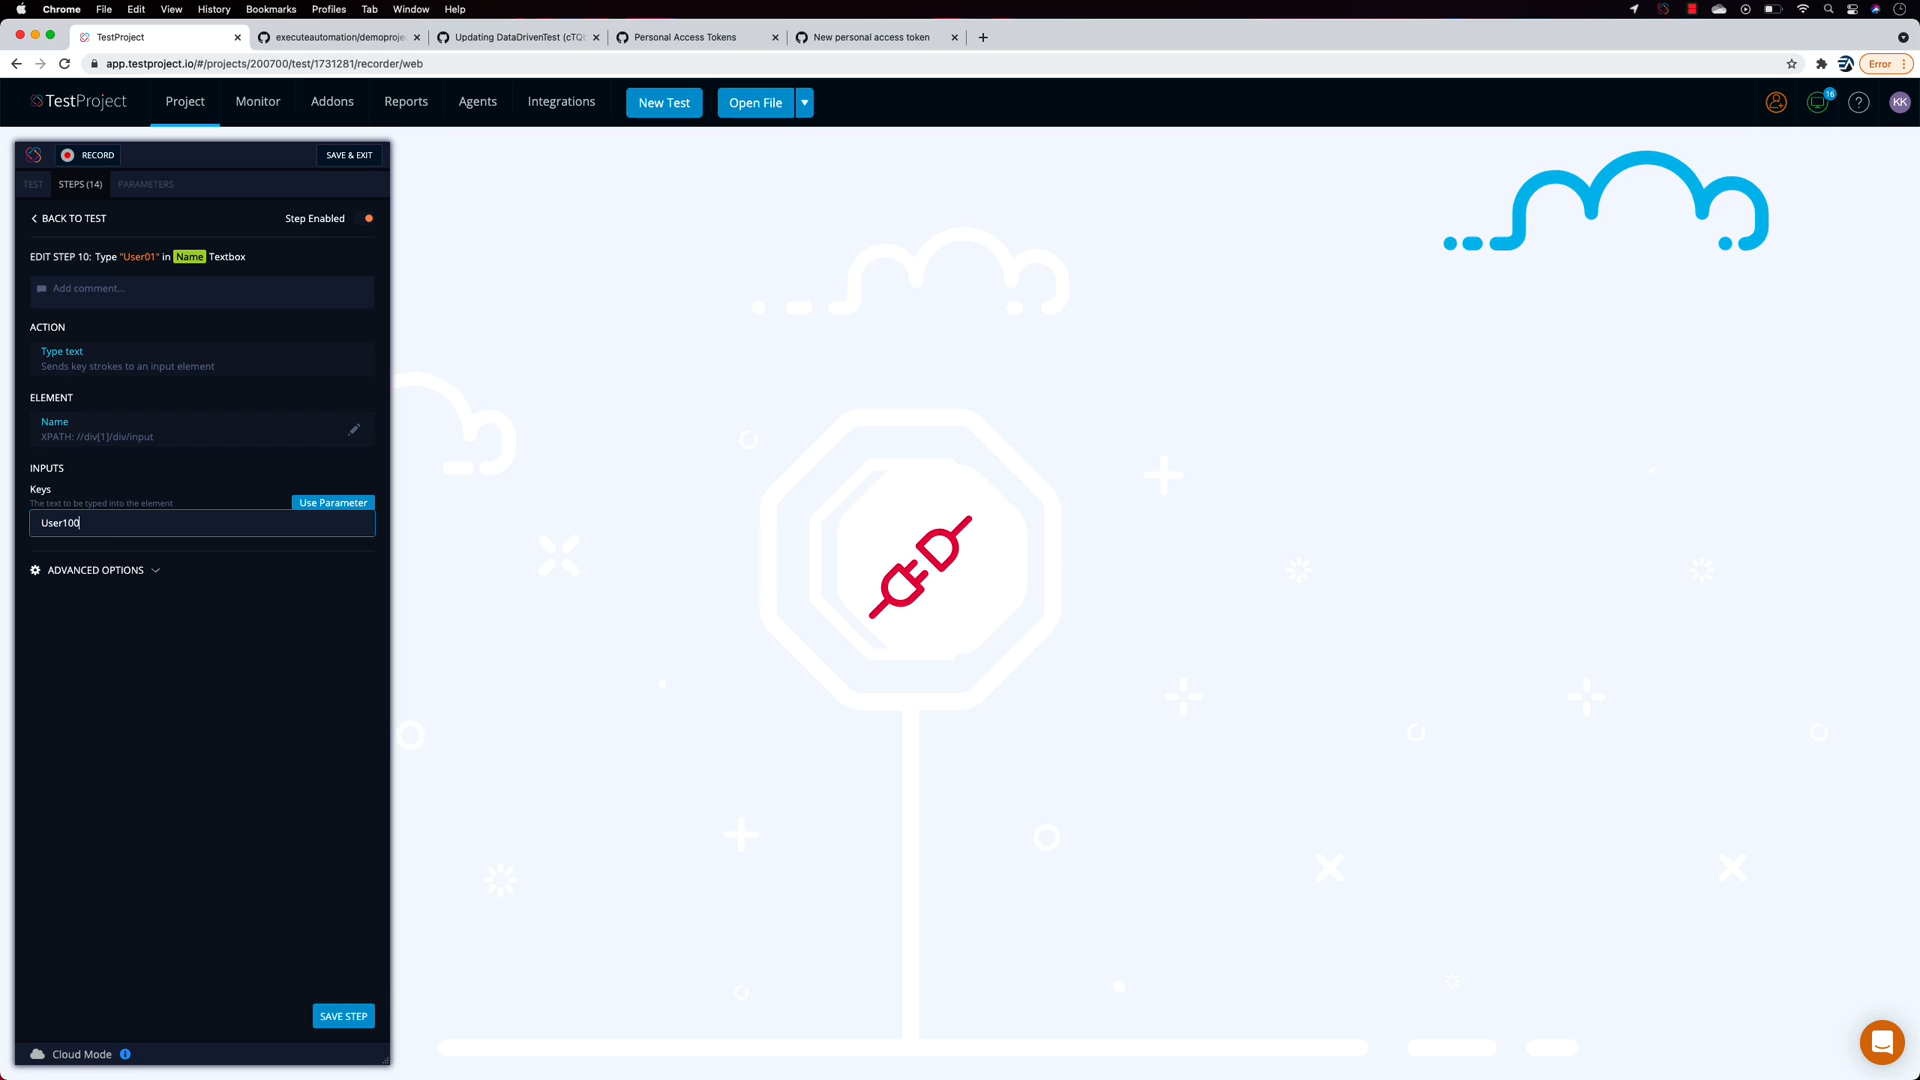 Chrome File Edit View History Bookmarks Profiles Tab Window Help
TestProject executeautomation/demoproje Updating DataDrivenTest (cTQ Personal Access Tokens New personal access token
app.testproject.io/#/projects/200700/test/1731281/recorder/web Error
TestProject Project Monitor Addons Reports Agents Integrations New Test Open File 16 KK
RECORD SAVE & EXIT
TEST STEPS (14) PARAMETERS
BACK TO TEST Step Enabled
EDIT STEP 10: Type "User01" in Name Textbox
Add comment...
ACTION
Type text
Sends key strokes to an input element
ELEMENT
Name
XPATH: //div[1]/div/input
INPUTS
Keys
The text to be typed into the element Use Parameter
User100
ADVANCED OPTIONS
SAVE STEP
Cloud Mode